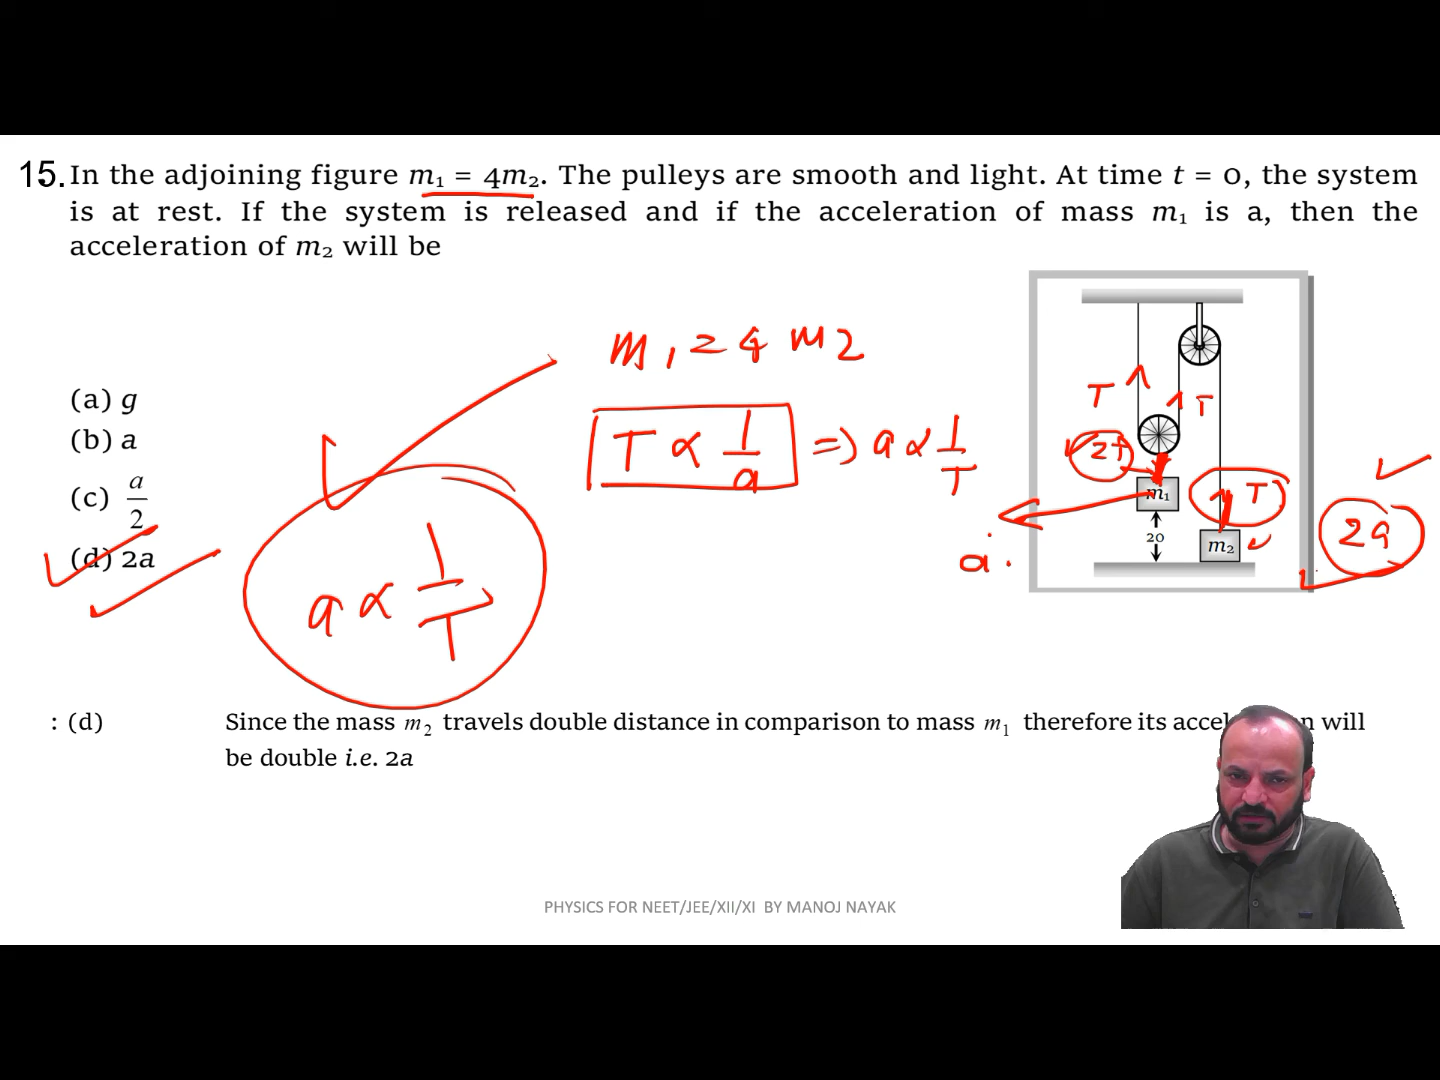 15. In the adjoining figure m₁ = 4m₂. The pulleys are smooth and light. At time t = 0, the system
is at rest. If the system is released and if the acceleration of mass m₁ is a, then the
acceleration of m₂ will be
m₁ = 4 m2
(a) g
(b) a
(c) a/2
(d) 2a
T ∝ 1/a ⇒ a ∝ 1/T
a ∝ 1/T
T
T
2T
T
m₁
20
m₂
a
2a
: (d) Since the mass m₂ travels double distance in comparison to mass m₁ therefore its
will
be double i.e. 2a
PHYSICS FOR NEET/JEE/XII/XI BY MANOJ NAYAK